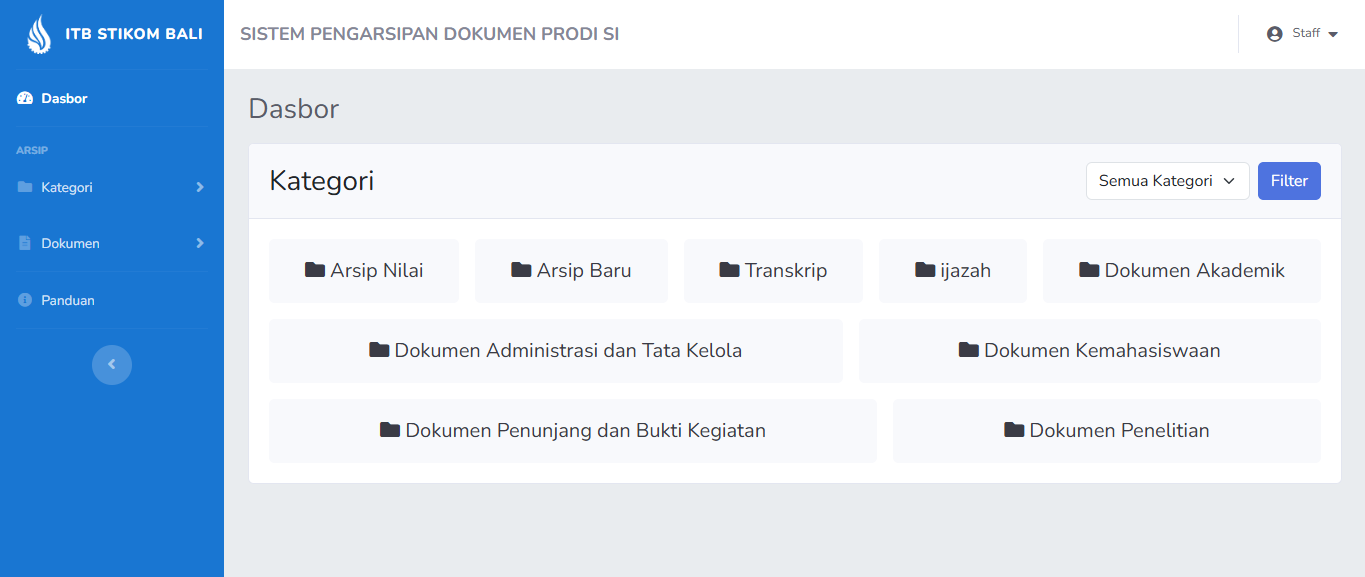 ITB STIKOM BALI
SISTEM PENGARSIPAN DOKUMEN PRODI SI
Staff
Dasbor
ARSIP
Kategori
Dokumen
Panduan
Dasbor
Kategori
Semua Kategori
Filter
Arsip Nilai
Arsip Baru
Transkrip
ijazah
Dokumen Akademik
Dokumen Administrasi dan Tata Kelola
Dokumen Kemahasiswaan
Dokumen Penunjang dan Bukti Kegiatan
Dokumen Penelitian